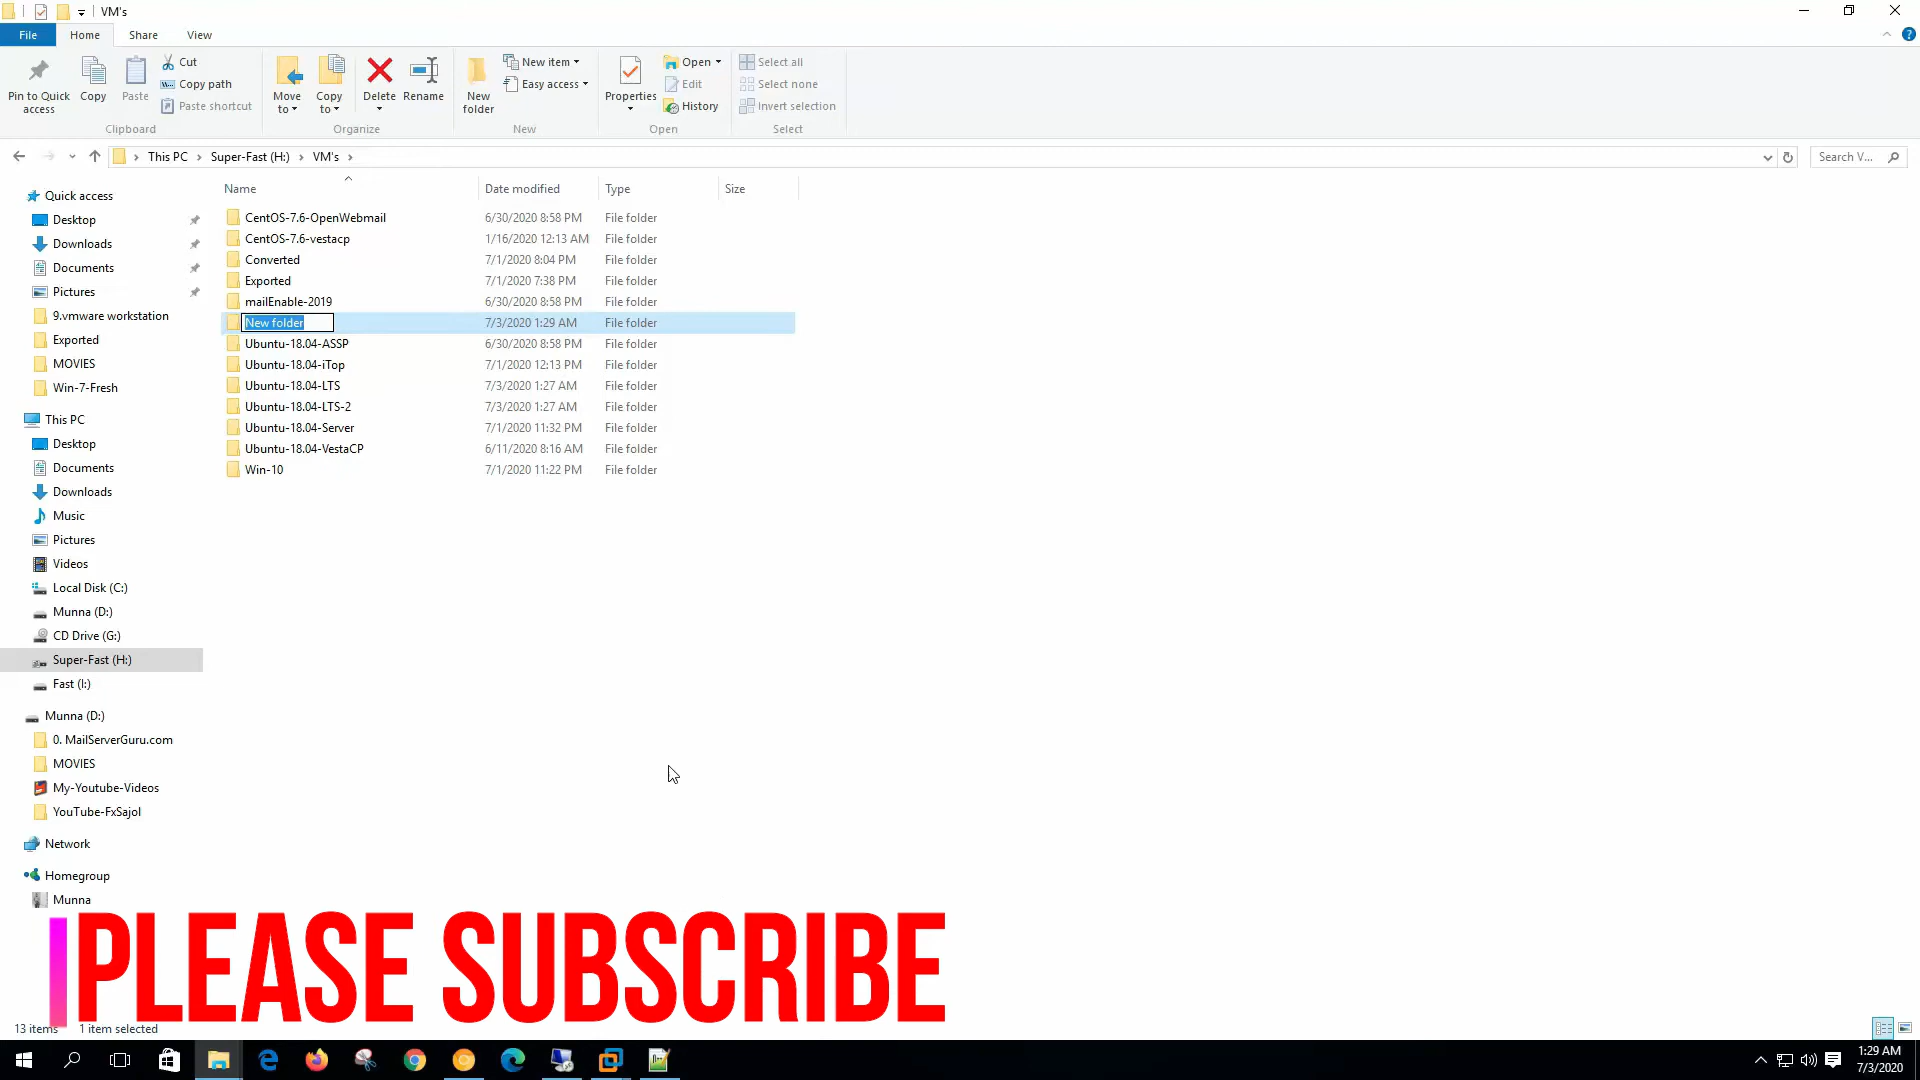 VM's
File Home Share View
Pin to Quick access
Copy
Paste
Cut
Copy path
Paste shortcut
Clipboard
Move to
Copy to
Delete
Rename
Organize
New folder
New item
Easy access
New
Properties
Open
Edit
History
Open
Select all
Select none
Invert selection
Select
This PC Super-Fast (H:) VM's
Search V...
Name Date modified Type Size
CentOS-7.6-OpenWebmail 6/30/2020 8:58 PM File folder
CentOS-7.6-vestacp 1/16/2020 12:13 AM File folder
Converted 7/1/2020 8:04 PM File folder
Exported 7/1/2020 7:38 PM File folder
mailEnable-2019 6/30/2020 8:58 PM File folder
New folder 7/3/2020 1:29 AM File folder
Ubuntu-18.04-ASSP 6/30/2020 8:58 PM File folder
Ubuntu-18.04-iTop 7/1/2020 12:13 PM File folder
Ubuntu-18.04-LTS 7/3/2020 1:27 AM File folder
Ubuntu-18.04-LTS-2 7/3/2020 1:27 AM File folder
Ubuntu-18.04-Server 7/1/2020 11:32 PM File folder
Ubuntu-18.04-VestaCP 6/11/2020 8:16 AM File folder
Win-10 7/1/2020 11:22 PM File folder
Quick access
Desktop
Downloads
Documents
Pictures
9.vmware workstation
Exported
MOVIES
Win-7-Fresh
This PC
Desktop
Documents
Downloads
Music
Pictures
Videos
Local Disk (C:)
Munna (D:)
CD Drive (G:)
Super-Fast (H:)
Fast (I:)
Munna (D:)
0. MailServerGuru.com
MOVIES
My-Youtube-Videos
YouTube-FxSajol
Network
Homegroup
Munna
PLEASE SUBSCRIBE
13 items 1 item selected
1:29 AM
7/3/2020